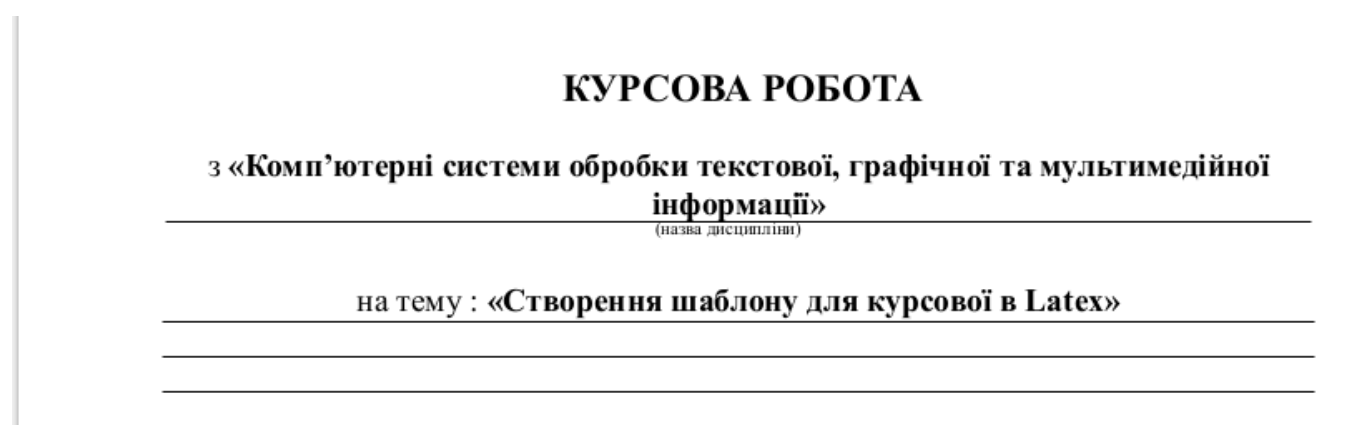 КУРСОВА РОБОТА
з «Комп’ютерні системи обробки текстової, графічної та мультимедійної
інформації»
(назва дисципліни)
на тему : «Створення шаблону для курсової в Latex»